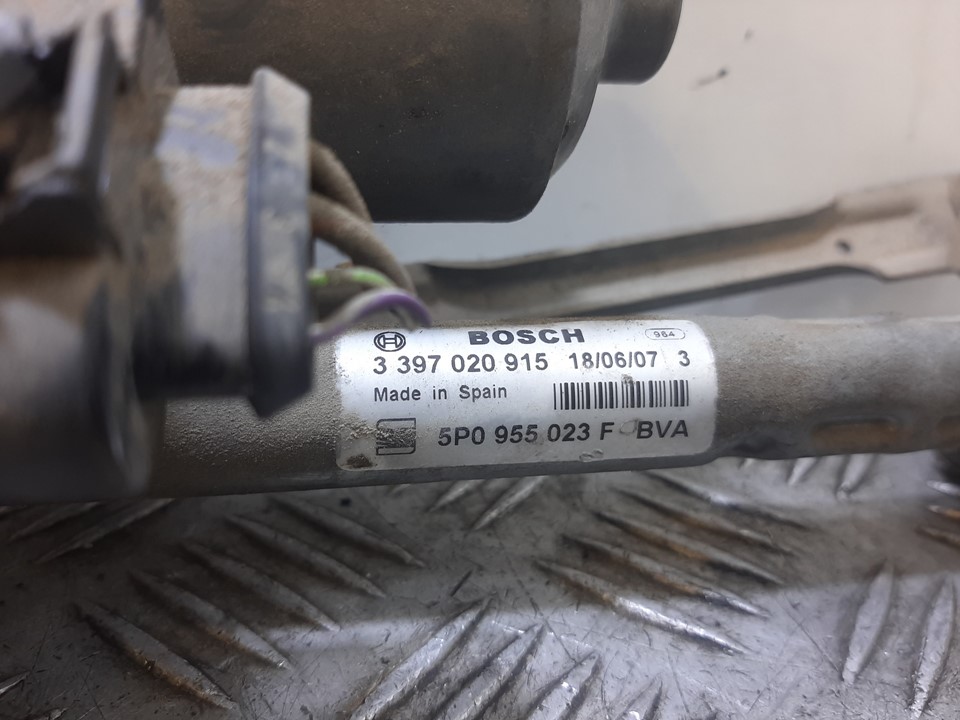 BOSCH 984
3 397 020 915 18/06/07 3
Made in Spain
5P0 955 023 F BVA